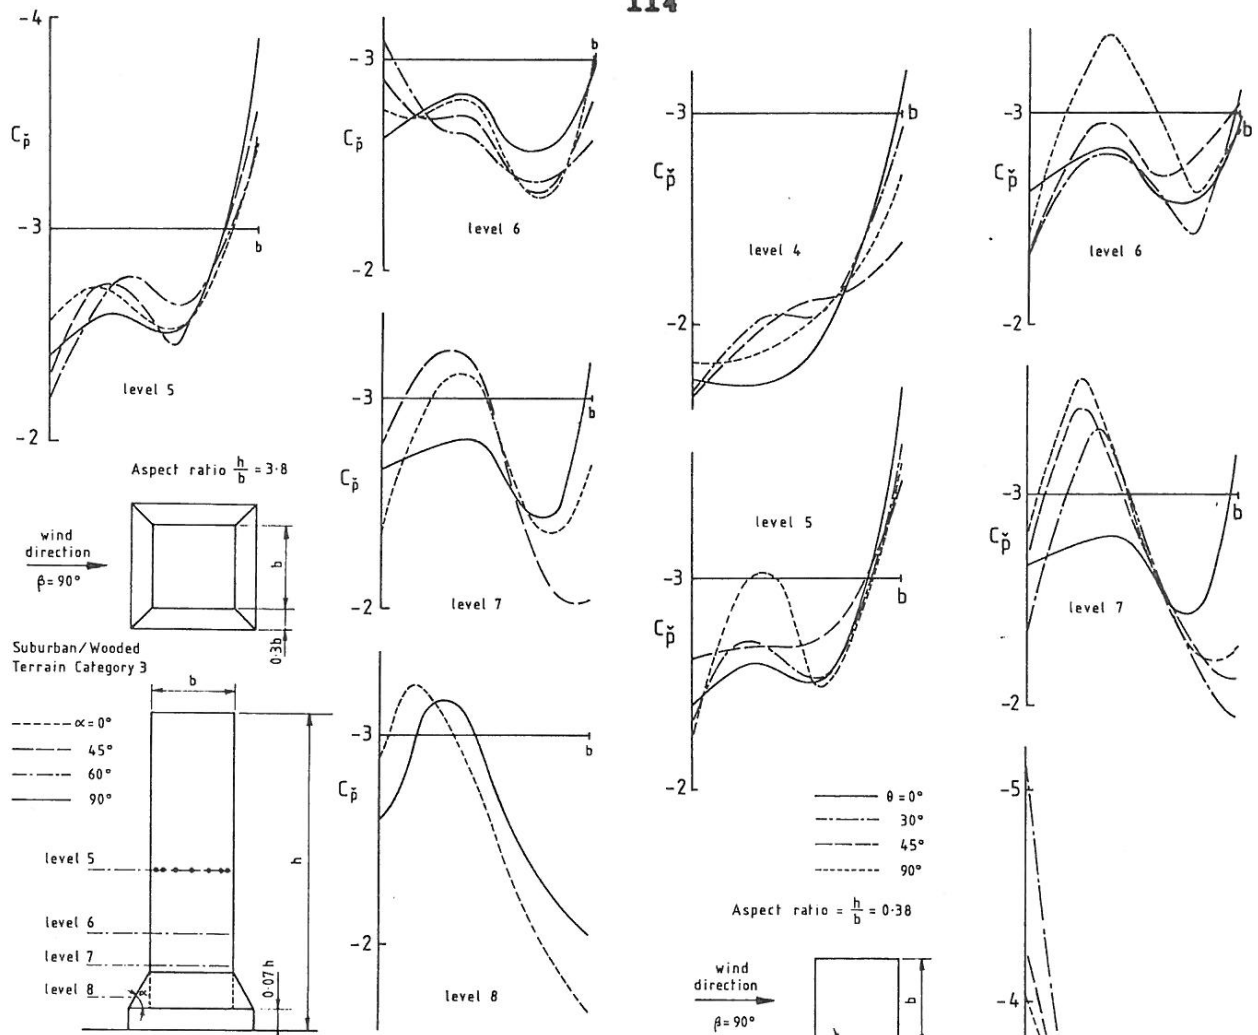 114
-4
C_p̌
-3
b
-2
level 5
Aspect ratio h/b = 3·8
wind
direction
β= 90°
b
0·3b
Suburban/Wooded
Terrain Category 3
b
α = 0°
45°
60°
90°
level 5
level 6
level 7
level 8
α
h
0·07 h
-3
b
C_p̌
level 6
-2
-3
b
C_p̌
-2
level 7
-3
b
C_p̌
-2
level 8
-3
b
C_p̌
level 4
-2
level 5
-3
b
C_p̌
-2
θ = 0°
30°
45°
90°
Aspect ratio = h/b = 0·38
wind
direction
β= 90°
b
-3
b
C_p̌
level 6
-2
-3
b
C_p̌
level 7
-2
-5
-4